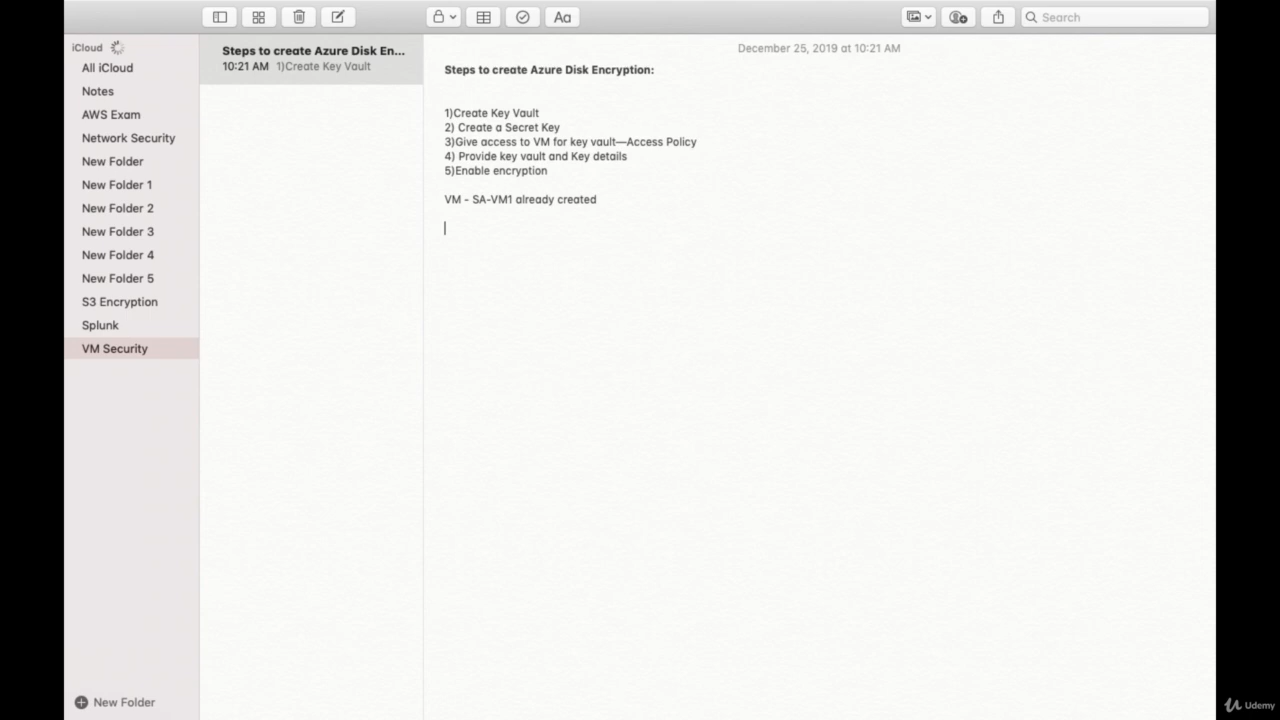 Aa
Search
iCloud
All iCloud
Notes
AWS Exam
Network Security
New Folder
New Folder 1
New Folder 2
New Folder 3
New Folder 4
New Folder 5
S3 Encryption
Splunk
VM Security
New Folder
Steps to create Azure Disk En...
10:21 AM 1)Create Key Vault
December 25, 2019 at 10:21 AM
Steps to create Azure Disk Encryption:
1)Create Key Vault
2) Create a Secret Key
3)Give access to VM for key vault—Access Policy
4) Provide key vault and Key details
5)Enable encryption
VM - SA-VM1 already created
Udemy